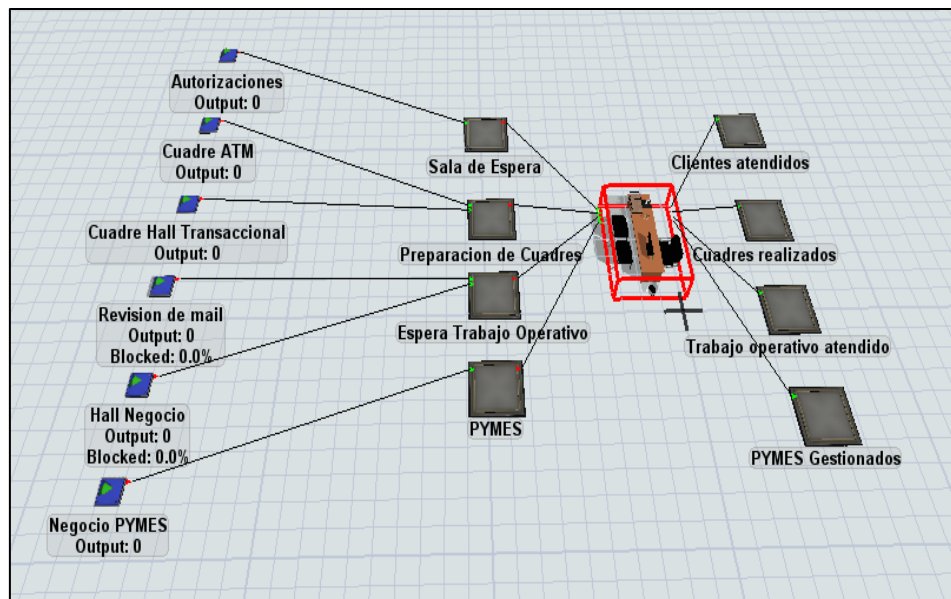 Autorizaciones
Output: 0
Cuadre ATM
Output: 0
Cuadre Hall Transaccional
Output: 0
Revision de mail
Output: 0
Blocked: 0.0%
Hall Negocio
Output: 0
Blocked: 0.0%
Negocio PYMES
Output: 0
Sala de Espera
Preparacion de Cuadres
Espera Trabajo Operativo
PYMES
Clientes atendidos
Cuadres realizados
Trabajo operativo atendido
PYMES Gestionados